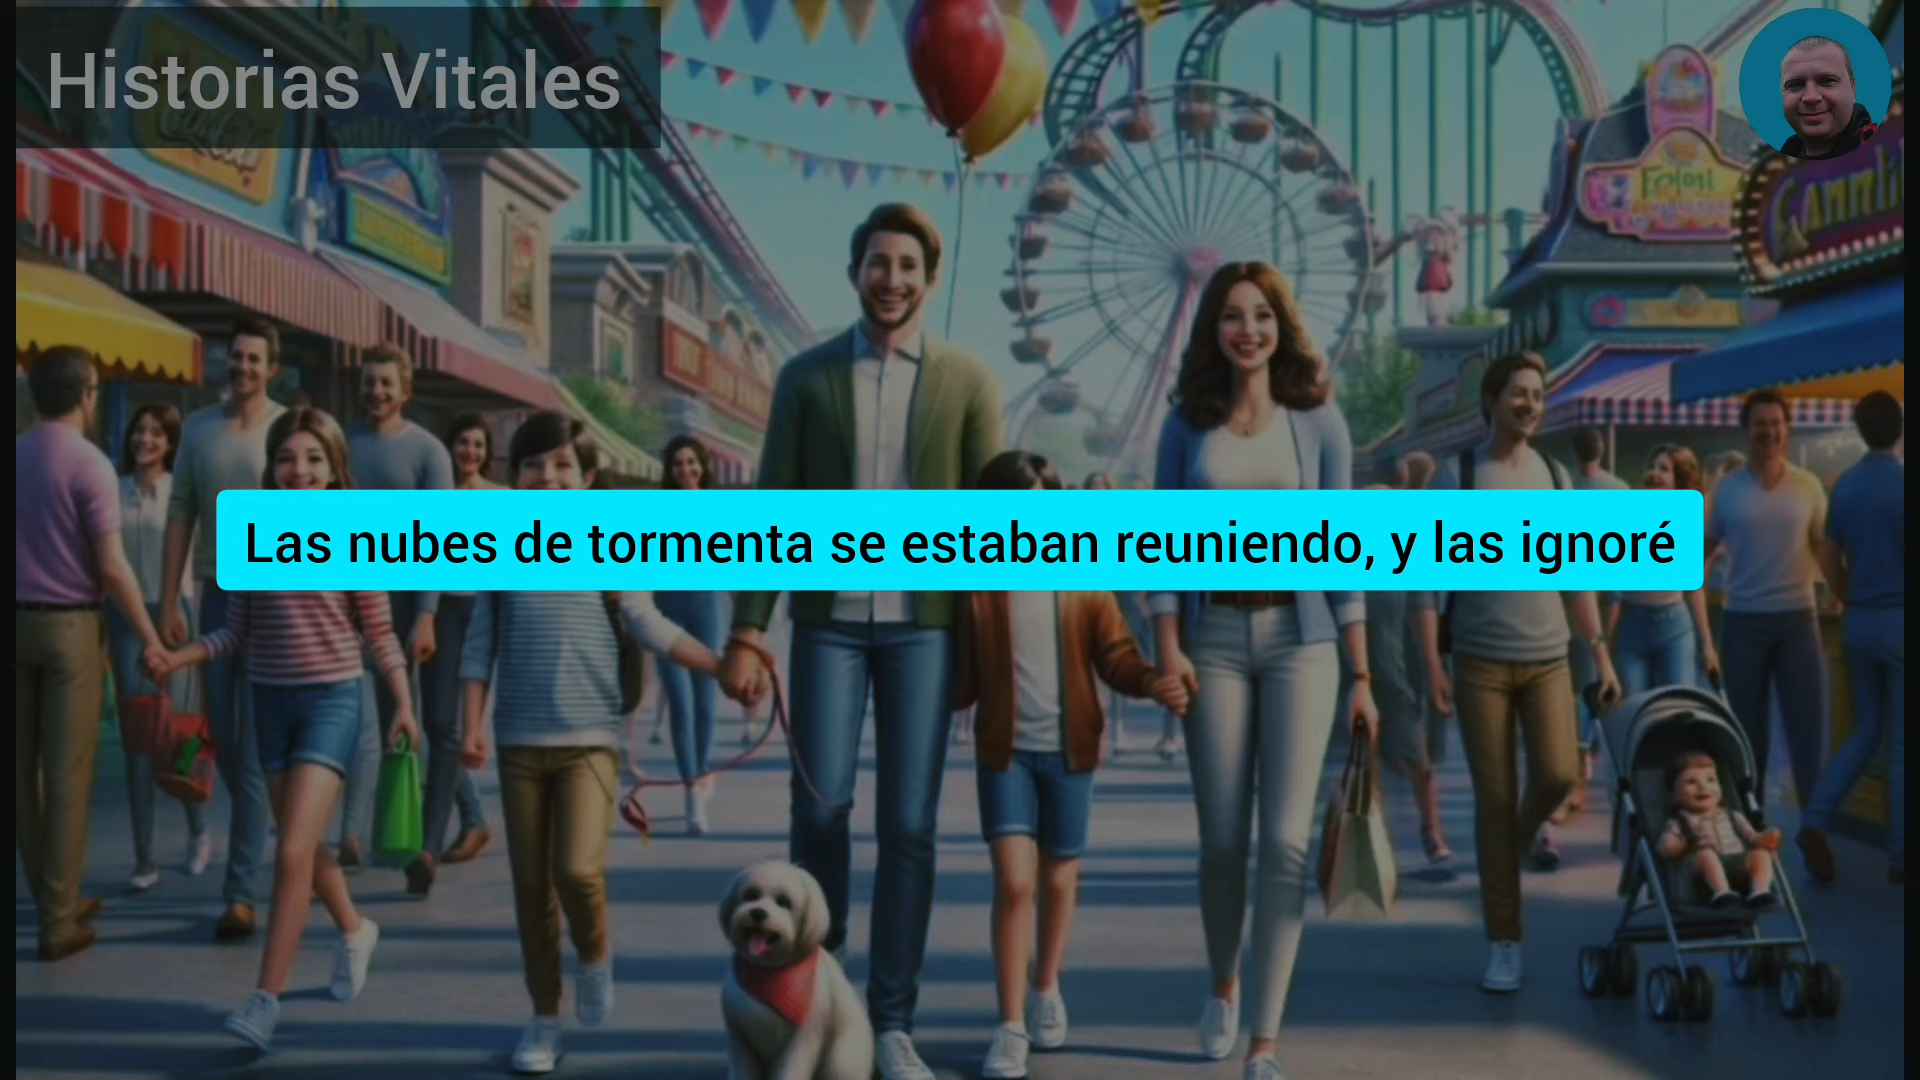 Historias Vitales
Las nubes de tormenta se estaban reuniendo, y las ignoré